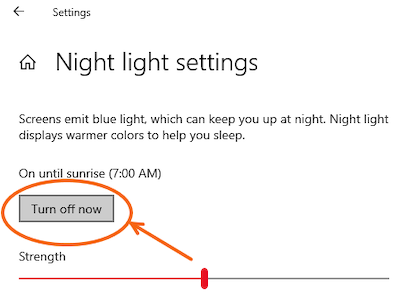 Settings
Night light settings
Screens emit blue light, which can keep you up at night. Night light
displays warmer colors to help you sleep.
On until sunrise (7:00 AM)
Turn off now
Strength